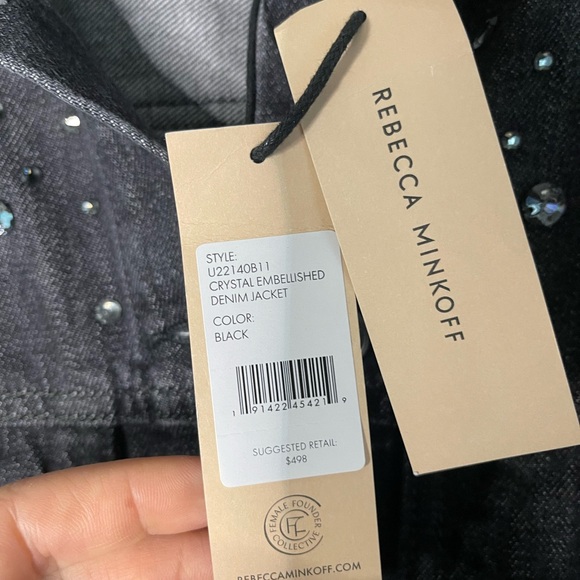 REBECCA MINKOFF
STYLE:
U22140B11
CRYSTAL EMBELLISHED
DENIM JACKET
COLOR:
BLACK
1 91422 45421 9
SUGGESTED RETAIL:
$498
FEMALE FOUNDER
COLLECTIVE
REBECCAMINKOFF.COM